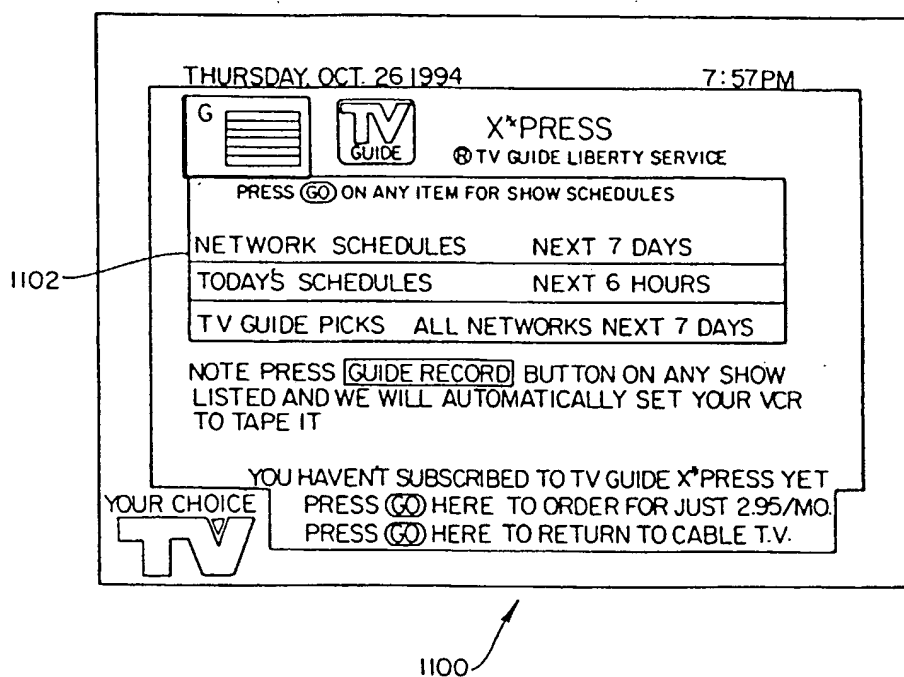 THURSDAY, OCT. 26 1994 7:57PM
G TV GUIDE X*PRESS
® TV GUIDE LIBERTY SERVICE
PRESS GO ON ANY ITEM FOR SHOW SCHEDULES
NETWORK SCHEDULES NEXT 7 DAYS
1102
TODAY'S SCHEDULES NEXT 6 HOURS
TV GUIDE PICKS ALL NETWORKS NEXT 7 DAYS
NOTE PRESS GUIDE RECORD BUTTON ON ANY SHOW
LISTED AND WE WILL AUTOMATICALLY SET YOUR VCR
TO TAPE IT
YOU HAVEN'T SUBSCRIBED TO TV GUIDE X*PRESS YET
YOUR CHOICE PRESS GO HERE TO ORDER FOR JUST 2.95/MO.
TV PRESS GO HERE TO RETURN TO CABLE T.V.
1100